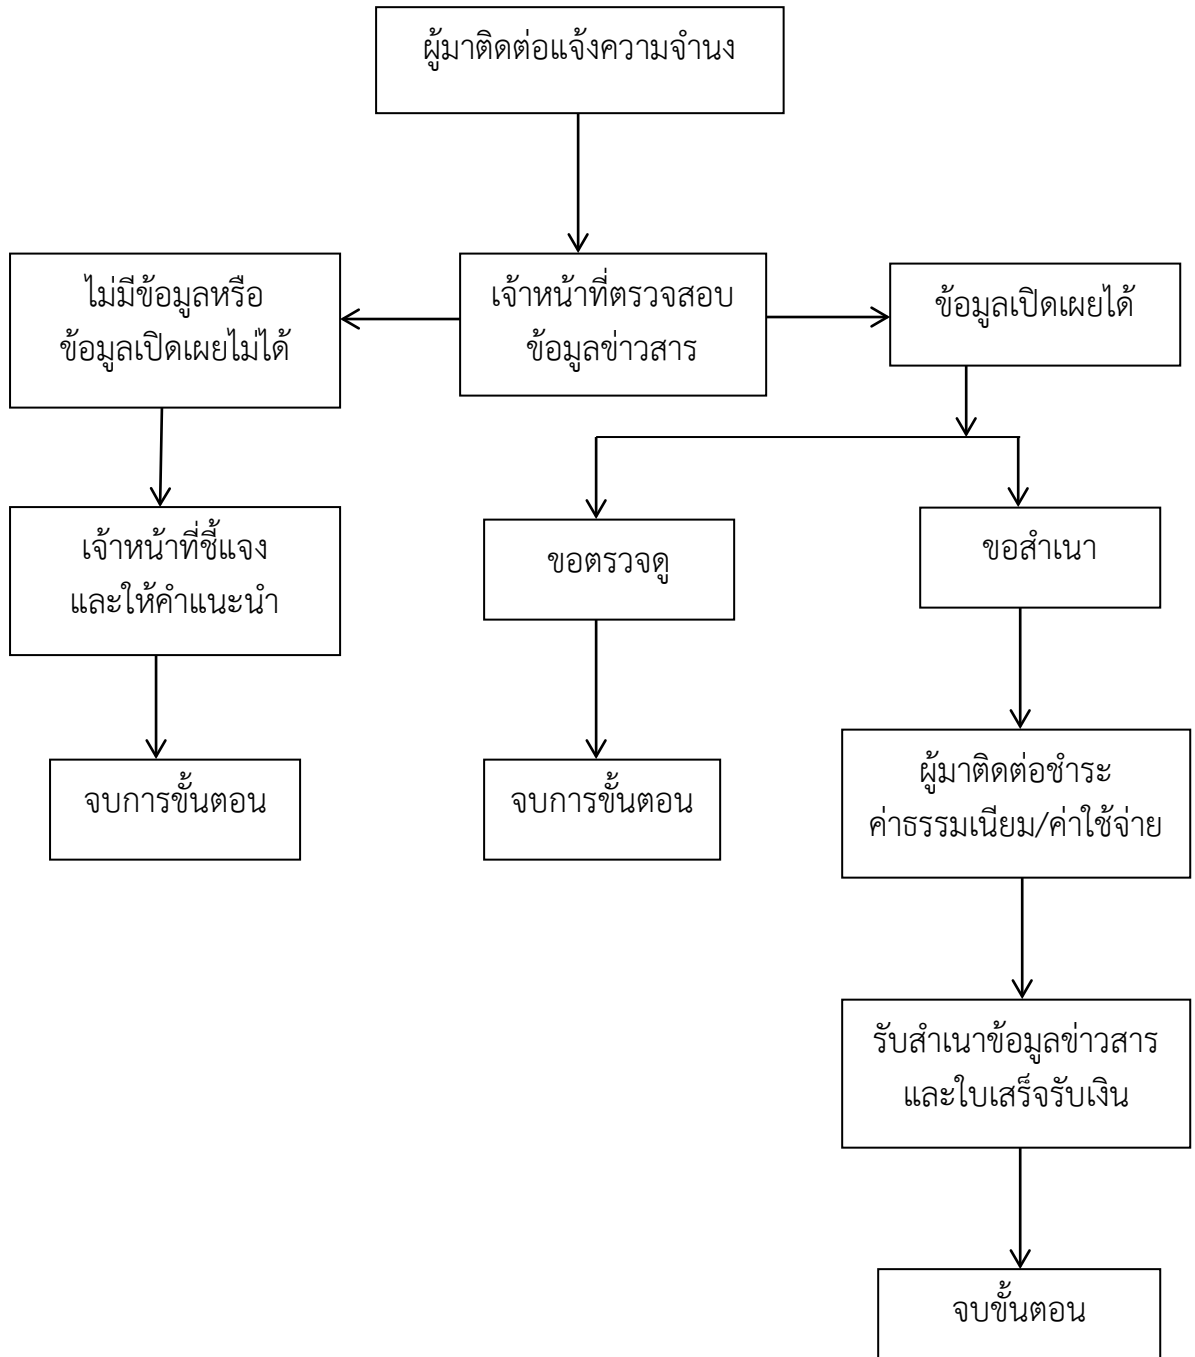 ผู้มาติดต่อแจ้งความจำนง
ไม่มีข้อมูลหรือ
ข้อมูลเปิดเผยไม่ได้
เจ้าหน้าที่ตรวจสอบ
ข้อมูลข่าวสาร
ข้อมูลเปิดเผยได้
เจ้าหน้าที่ชี้แจง
และให้คำแนะนำ
ขอตรวจดู
ขอสำเนา
จบการขั้นตอน
จบการขั้นตอน
ผู้มาติดต่อชำระ
ค่าธรรมเนียม/ค่าใช้จ่าย
รับสำเนาข้อมูลข่าวสาร
และใบเสร็จรับเงิน
จบขั้นตอน